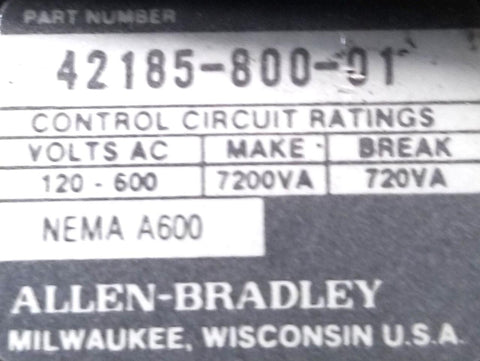 PART NUMBER
42185-800-01
CONTROL CIRCUIT RATINGS
VOLTS AC MAKE BREAK
120 - 600 7200VA 720VA
NEMA A600
ALLEN-BRADLEY
MILWAUKEE, WISCONSIN U.S.A.